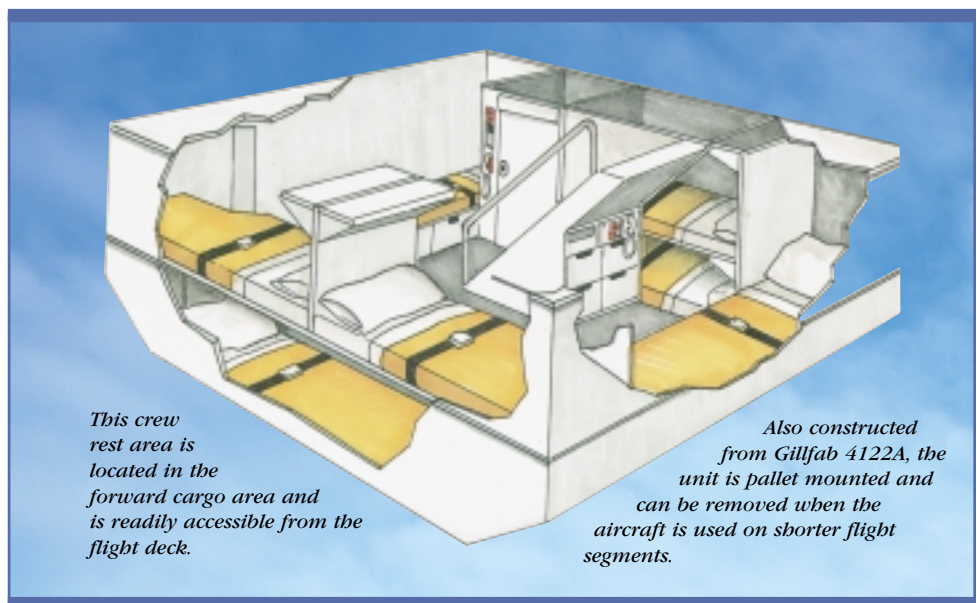 This crew
rest area is
located in the
forward cargo area and
is readily accessible from the
flight deck.
Also constructed
from Gillfab 4122A, the
unit is pallet mounted and
can be removed when the
aircraft is used on shorter flight
segments.